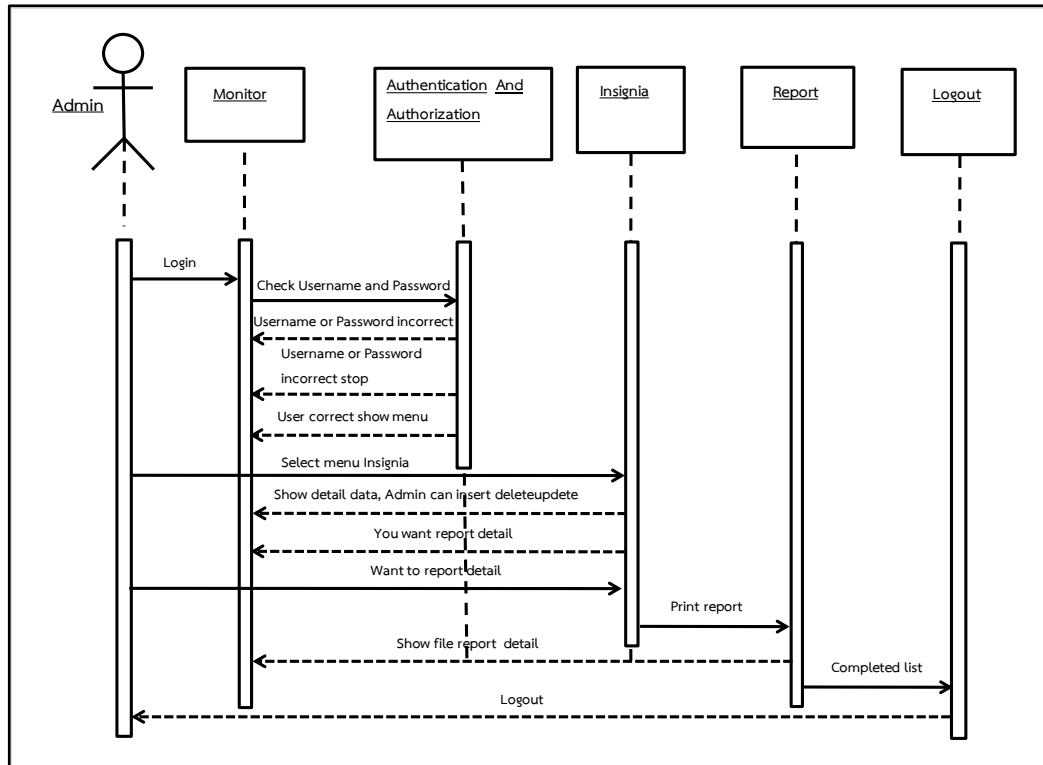 Admin
Monitor
Authentication And
Authorization
Insignia
Report
Logout
Login
Check Username and Password
Username or Password incorrect
Username or Password
incorrect stop
User correct show menu
Select menu Insignia
Show detail data, Admin can insert deleteupdete
You want report detail
Want to report detail
Print report
Show file report detail
Completed list
Logout